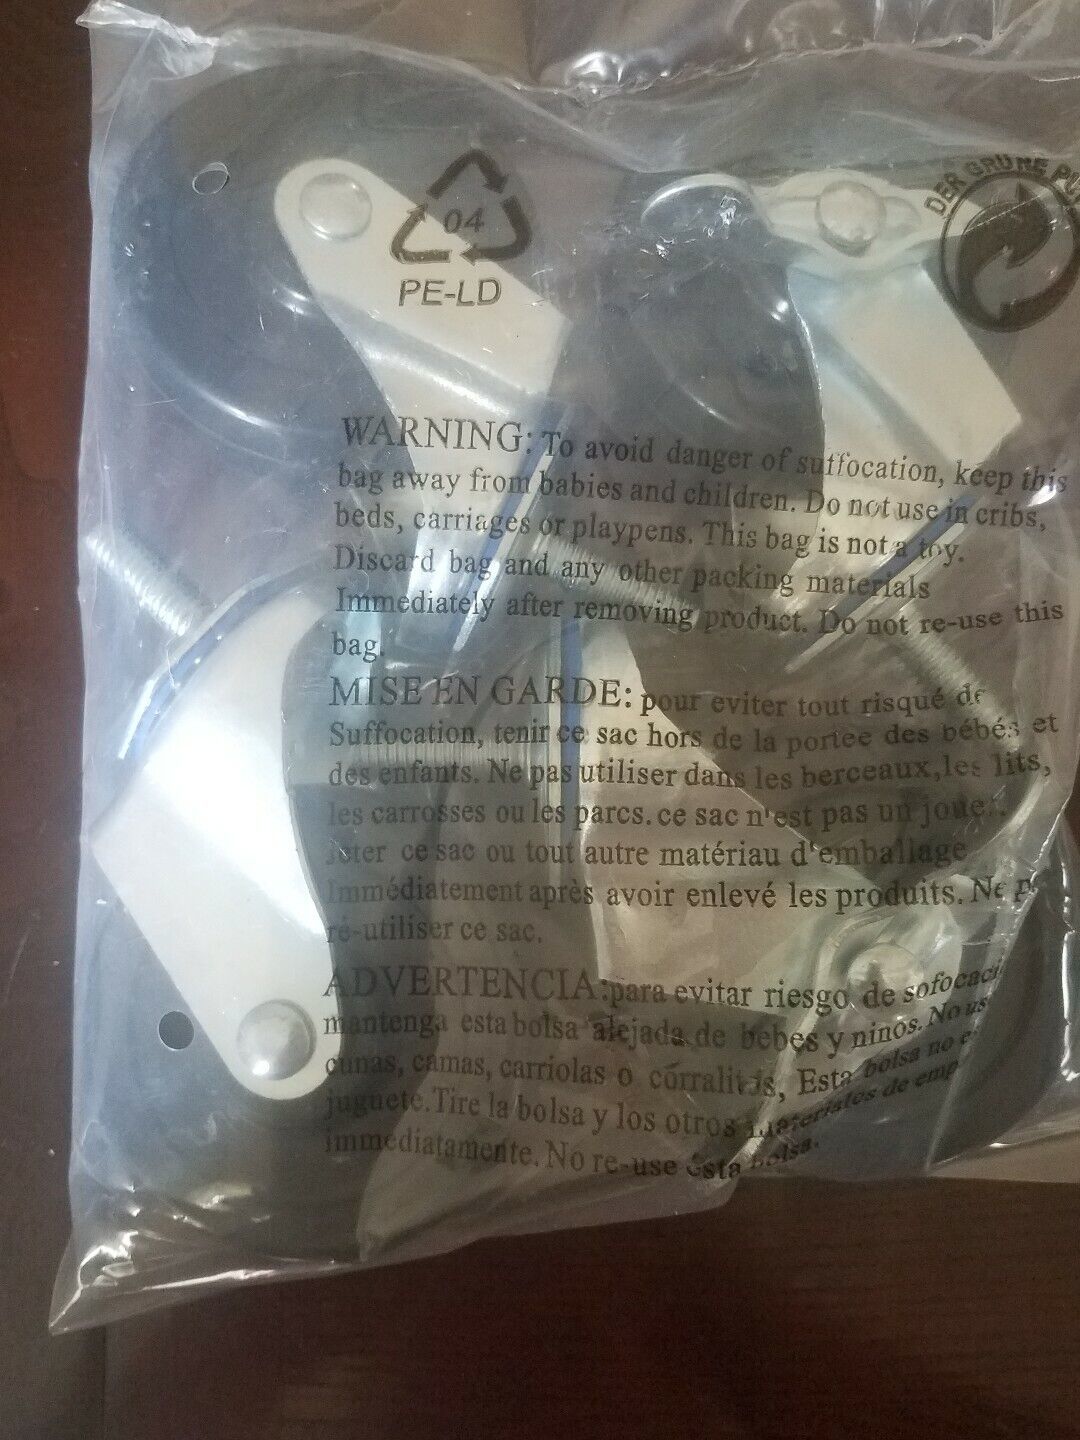 04
PE-LD
DER GRÜNE PU
WARNING: To avoid danger of suffocation, keep this
bag away from babies and children. Do not use in cribs,
beds, carriages or playpens. This bag is not a toy.
Discard bag and any other packing materials
Immediately after removing product. Do not re-use this
bag.
MISE EN GARDE: pour eviter tout risqué de
Suffocation, tenir ce sac hors de la portee des bébés et
des enfants. Ne pas utiliser dans les berceaux, les lits,
les carrosses ou les parcs. ce sac n'est pas un jouer.
Jeter ce sac ou tout autre matériau d'emballage
Immédiatement après avoir enlevé les produits. Ne p
ré-utiliser ce sac.
ADVERTENCIA:para evitar riesgo de sofocaci
mantenga esta bolsa alejada de bebes y ninos. No us
cunas, camas, carriolas o corralitos, Esta bolsa no e
juguete. Tire la bolsa y los otros materiales de emp
immediatamente. No re-use esta bolsa.